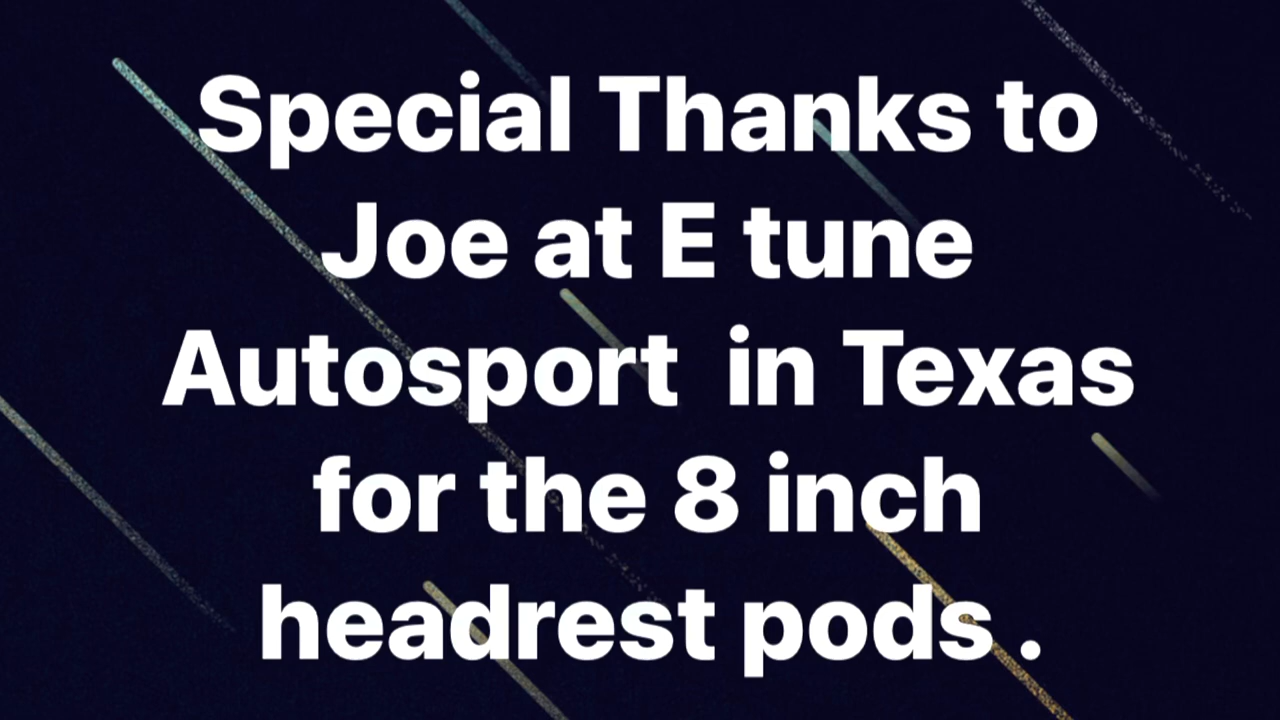 Special Thanks to
Joe at E tune
Autosport  in Texas
for the 8 inch
headrest pods .